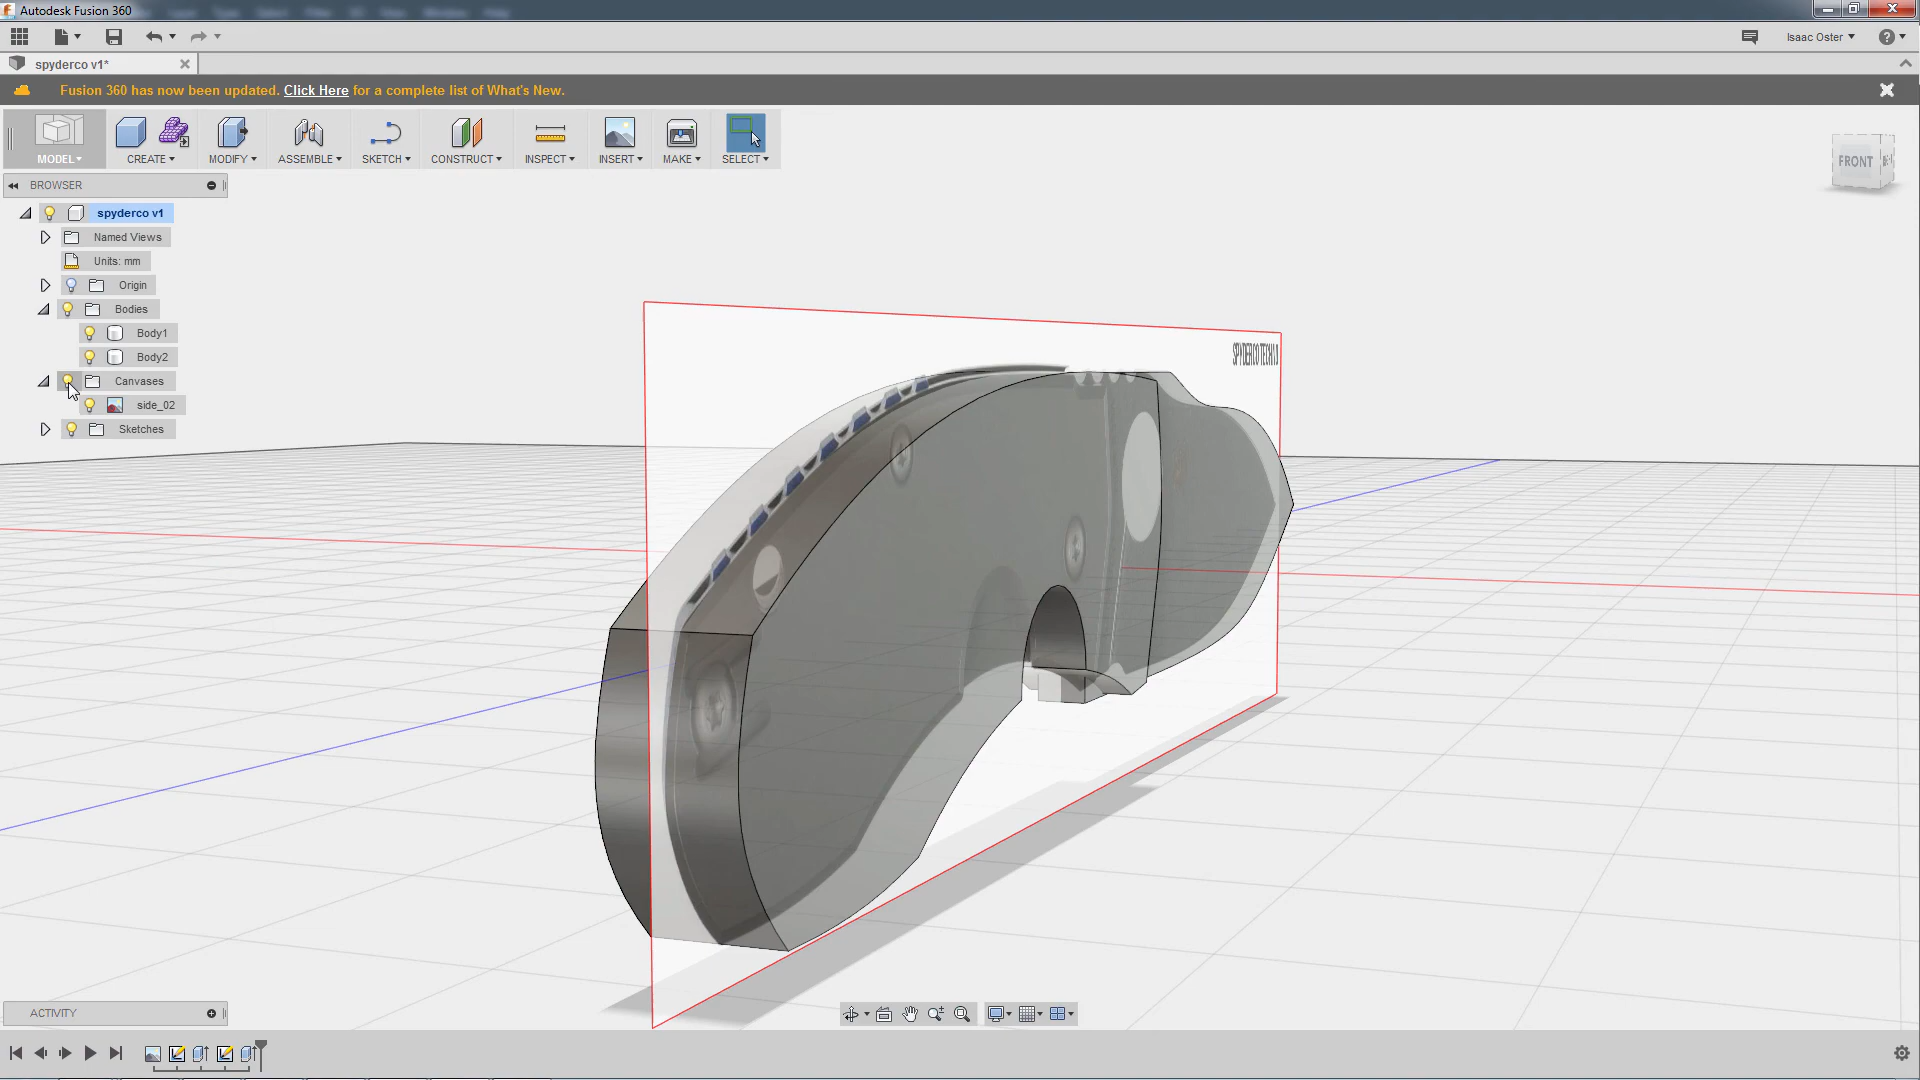 Autodesk Fusion 360
Isaac Oster
spyderco v1*
Fusion 360 has now been updated. Click Here for a complete list of What's New.
MODEL
CREATE
MODIFY
ASSEMBLE
SKETCH
CONSTRUCT
INSPECT
INSERT
MAKE
SELECT
FRONT
BROWSER
spyderco v1
Named Views
Units: mm
Origin
Bodies
Body1
Body2
Canvases
side_02
Sketches
ACTIVITY